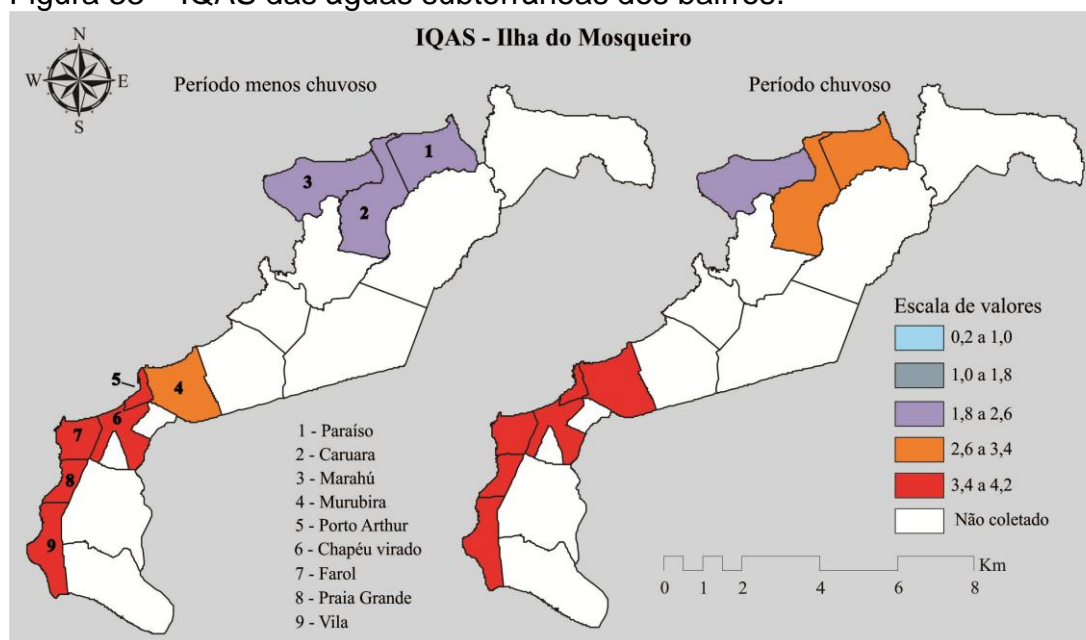 Figura 38 – IQAS das águas subterrâneas dos bairros.
IQAS - Ilha do Mosqueiro
N
W
E
S
Período menos chuvoso
Período chuvoso
1
3
2
5
4
6
7
8
9
1 - Paraíso
2 - Caruara
3 - Marahú
4 - Murubira
5 - Porto Arthur
6 - Chapéu virado
7 - Farol
8 - Praia Grande
9 - Vila
Escala de valores
0,2 a 1,0
1,0 a 1,8
1,8 a 2,6
2,6 a 3,4
3,4 a 4,2
Não coletado
Km
0 1 2 4 6 8